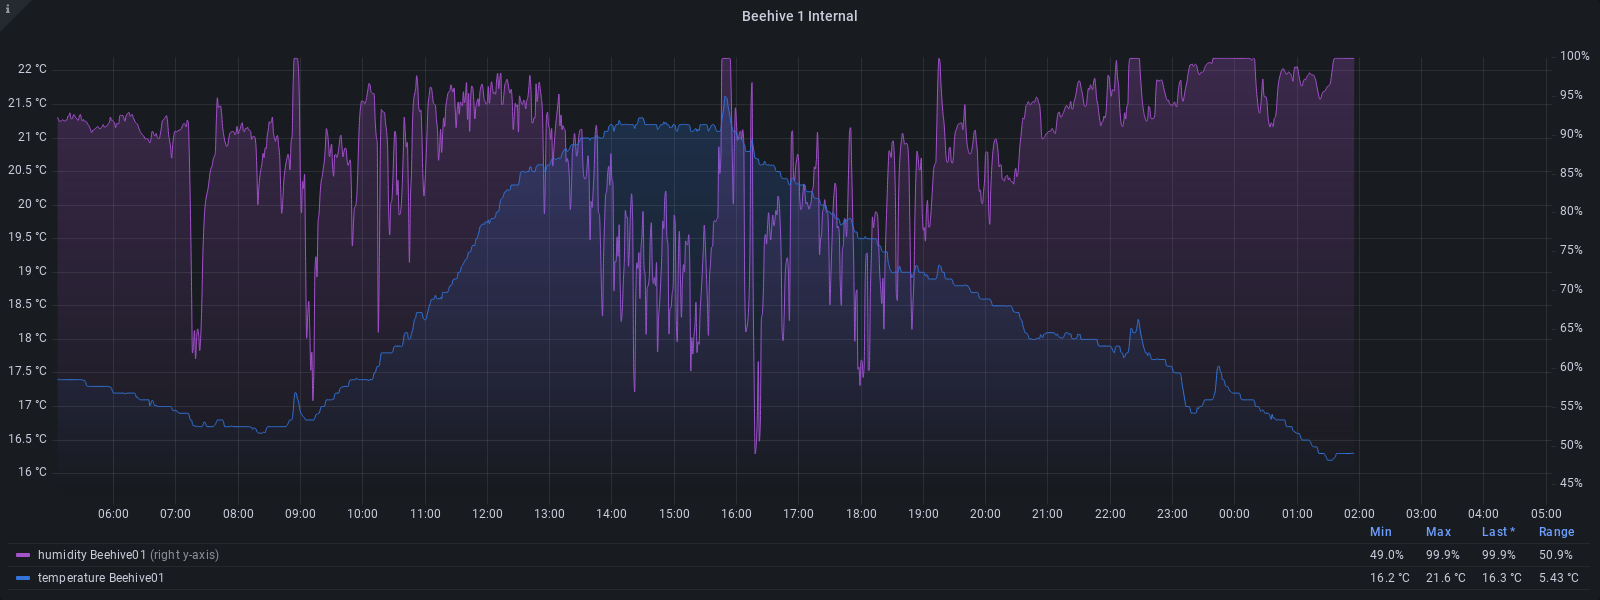 i
Beehive 1 Internal
22 °C
21.5 °C
21 °C
20.5 °C
20 °C
19.5 °C
19 °C
18.5 °C
18 °C
17.5 °C
17 °C
16.5 °C
16 °C
100%
95%
90%
85%
80%
75%
70%
65%
60%
55%
50%
45%
06:00 07:00 08:00 09:00 10:00 11:00 12:00 13:00 14:00 15:00 16:00 17:00 18:00 19:00 20:00 21:00 22:00 23:00 00:00 01:00 02:00 03:00 04:00 05:00
Min Max Last * Range
humidity Beehive01 (right y-axis) 49.0% 99.9% 99.9% 50.9%
temperature Beehive01 16.2 °C 21.6 °C 16.3 °C 5.43 °C